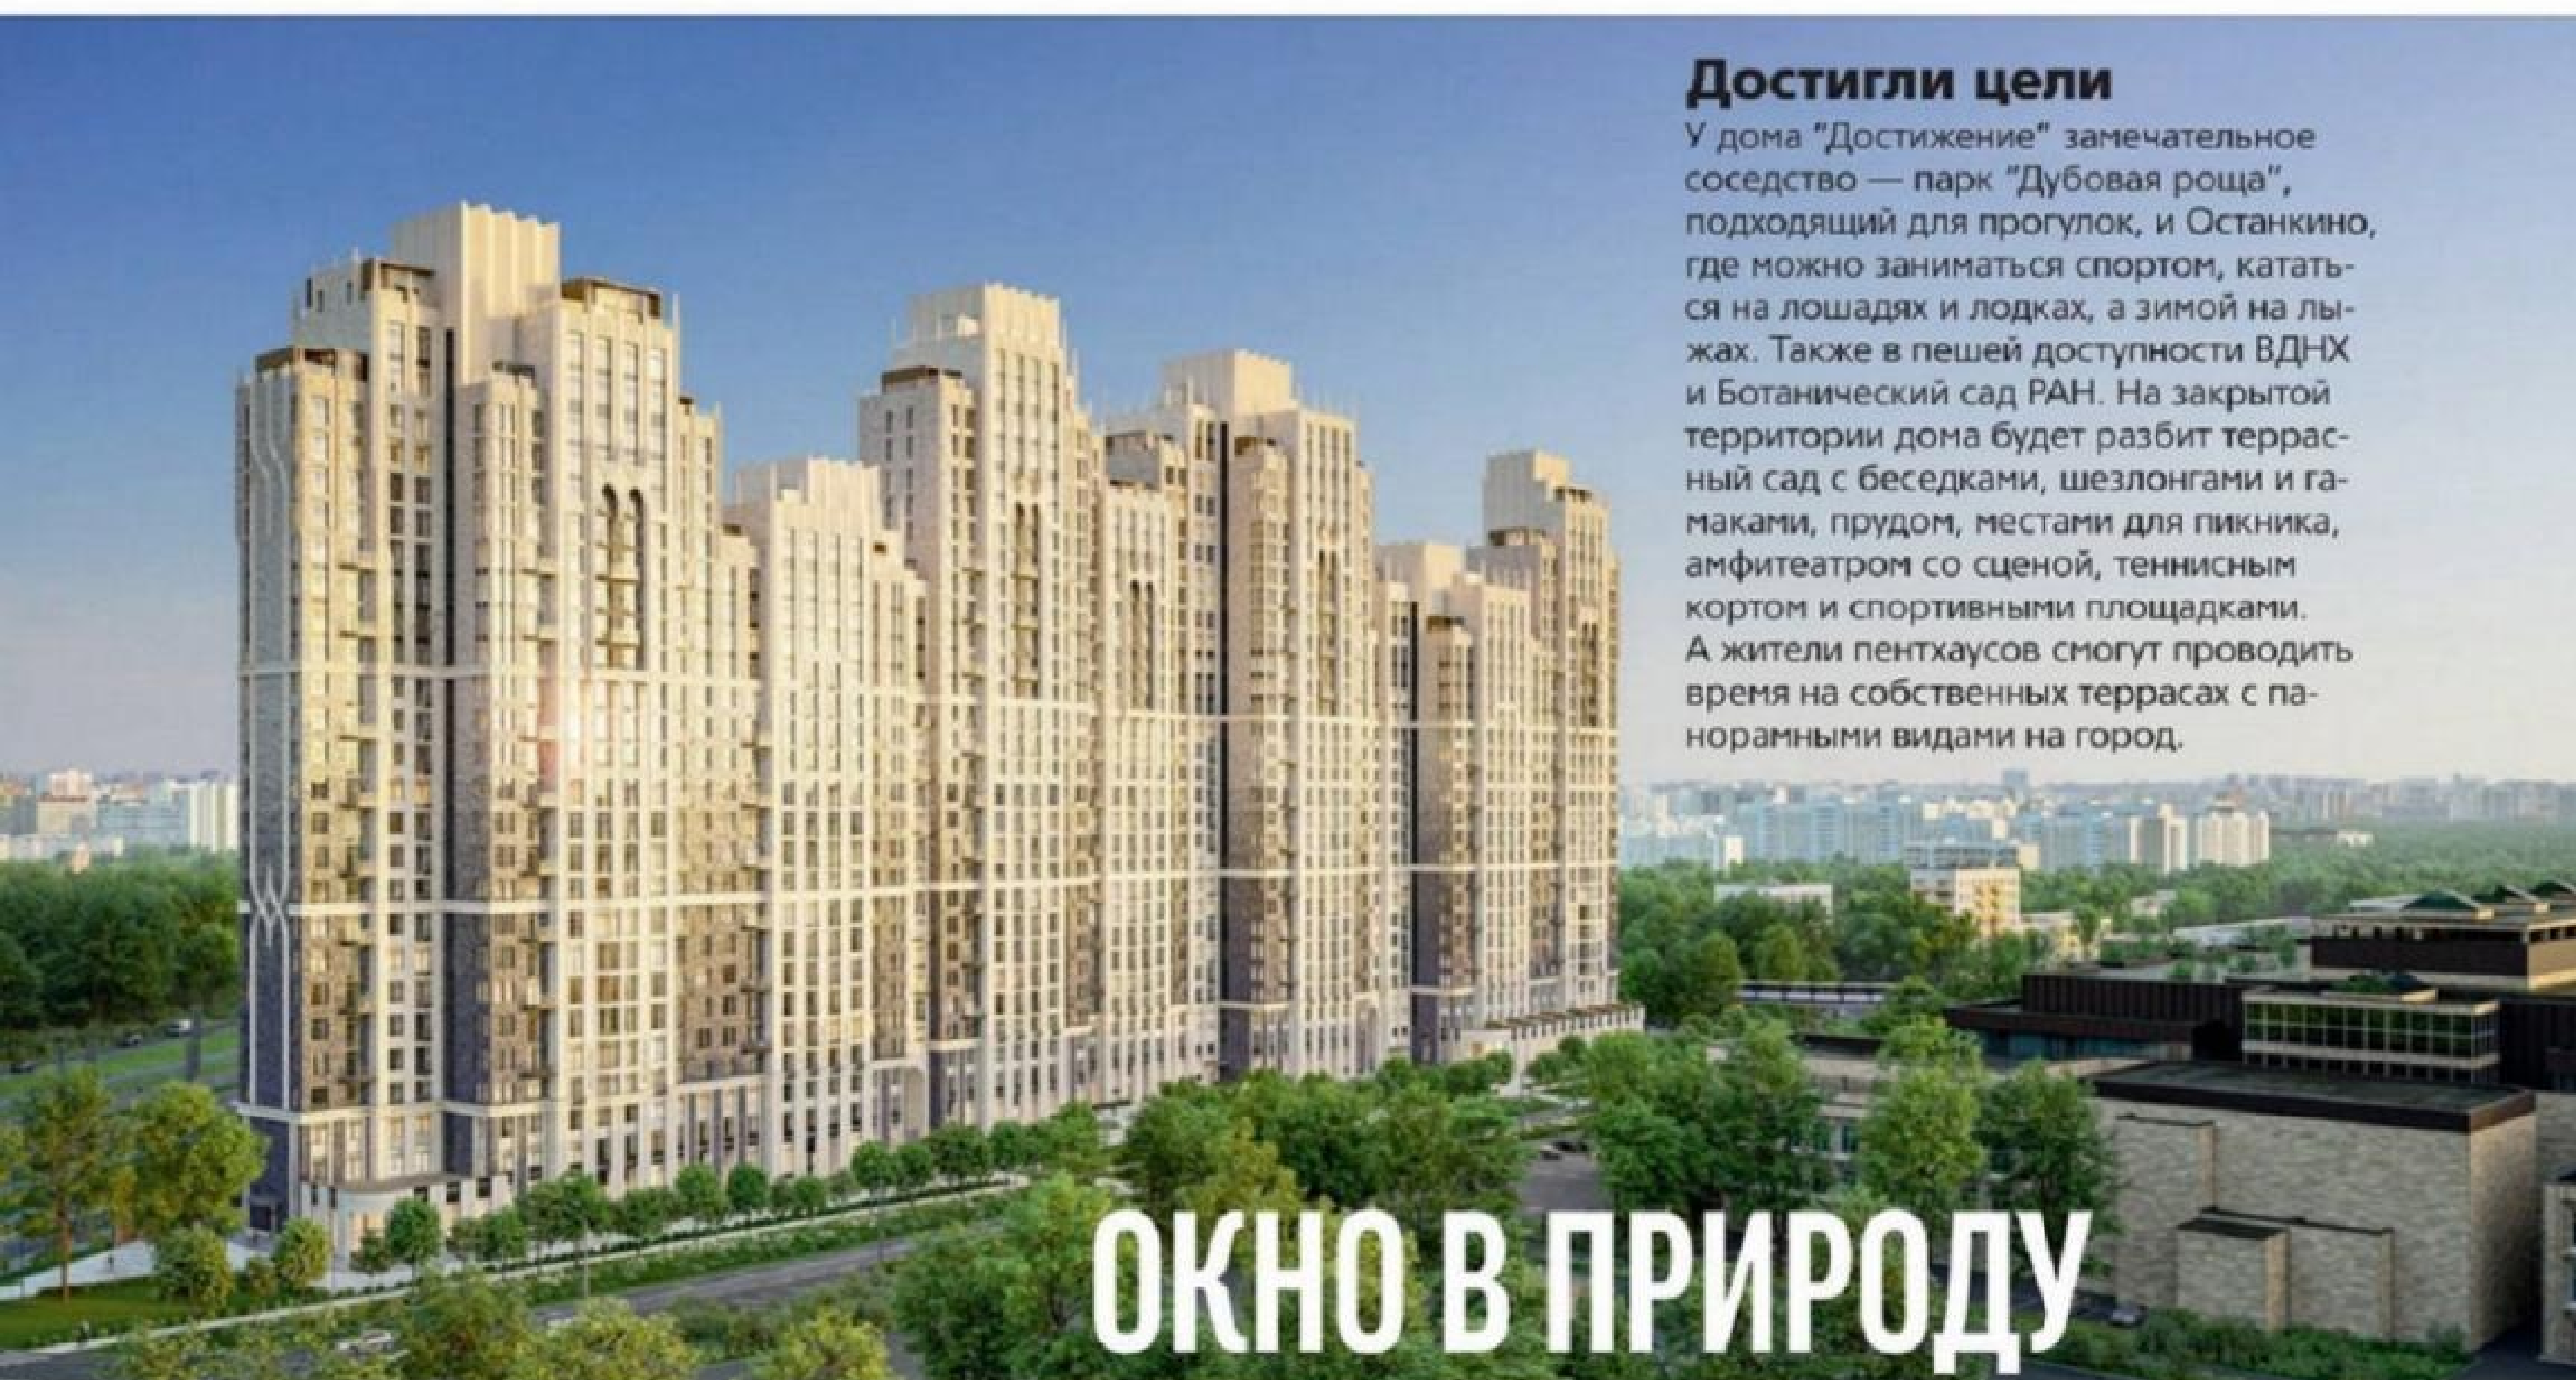 Достигли цели
У дома "Достижение" замечательное
соседство — парк "Дубовая роща",
подходящий для прогулок, и Останкино,
где можно заниматься спортом, катать-
ся на лошадях и лодках, а зимой на лы-
жах. Также в пешей доступности ВДНХ
и Ботанический сад РАН. На закрытой
территории дома будет разбит террас-
ный сад с беседками, шезлонгами и га-
маками, прудом, местами для пикника,
амфитеатром со сценой, теннисным
кортом и спортивными площадками.
А жители пентхаусов смогут проводить
время на собственных террасах с па-
норамными видами на город.
ОКНО В ПРИРОДУ